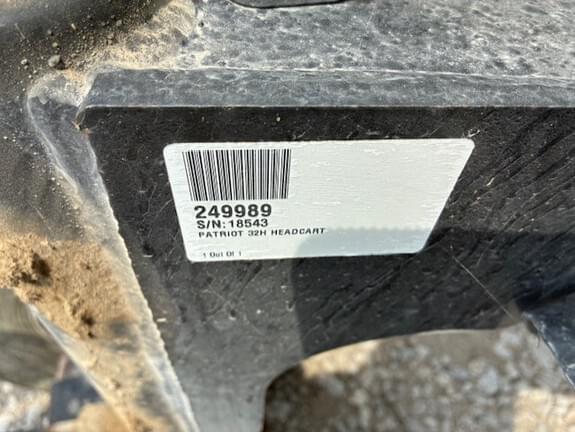 249989
S/N: 18543
PATRIOT 32H HEADCART
1 Out Of 1